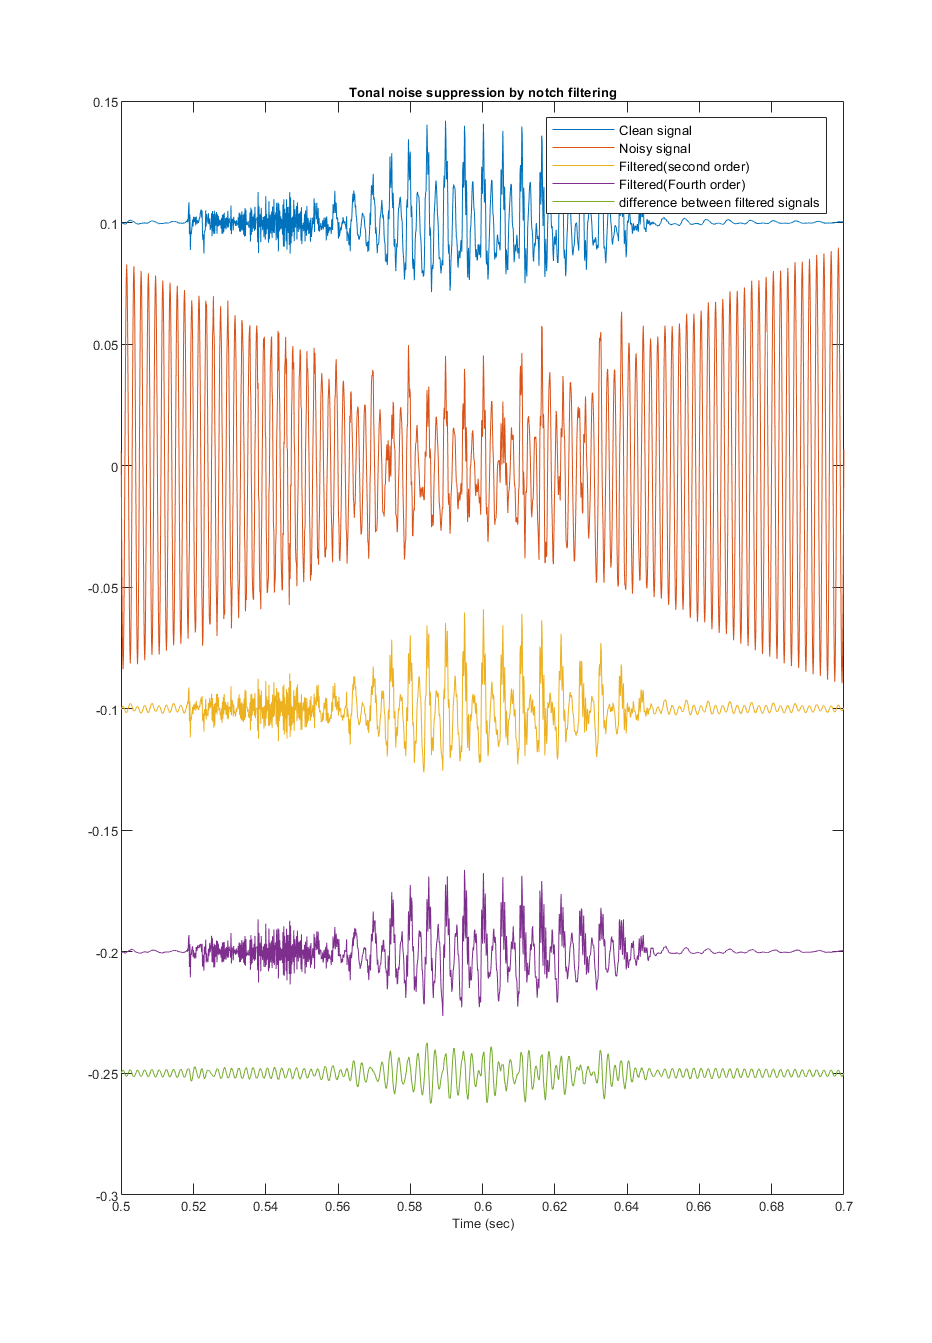 Tonal noise suppression by notch filtering
0.15
Clean signal
Noisy signal
Filtered(second order)
Filtered(Fourth order)
difference between filtered signals
0.1
0.05
0
-0.05
-0.1
-0.15
-0.2
-0.25
-0.3
0.5 0.52 0.54 0.56 0.58 0.6 0.62 0.64 0.66 0.68 0.7
Time (sec)